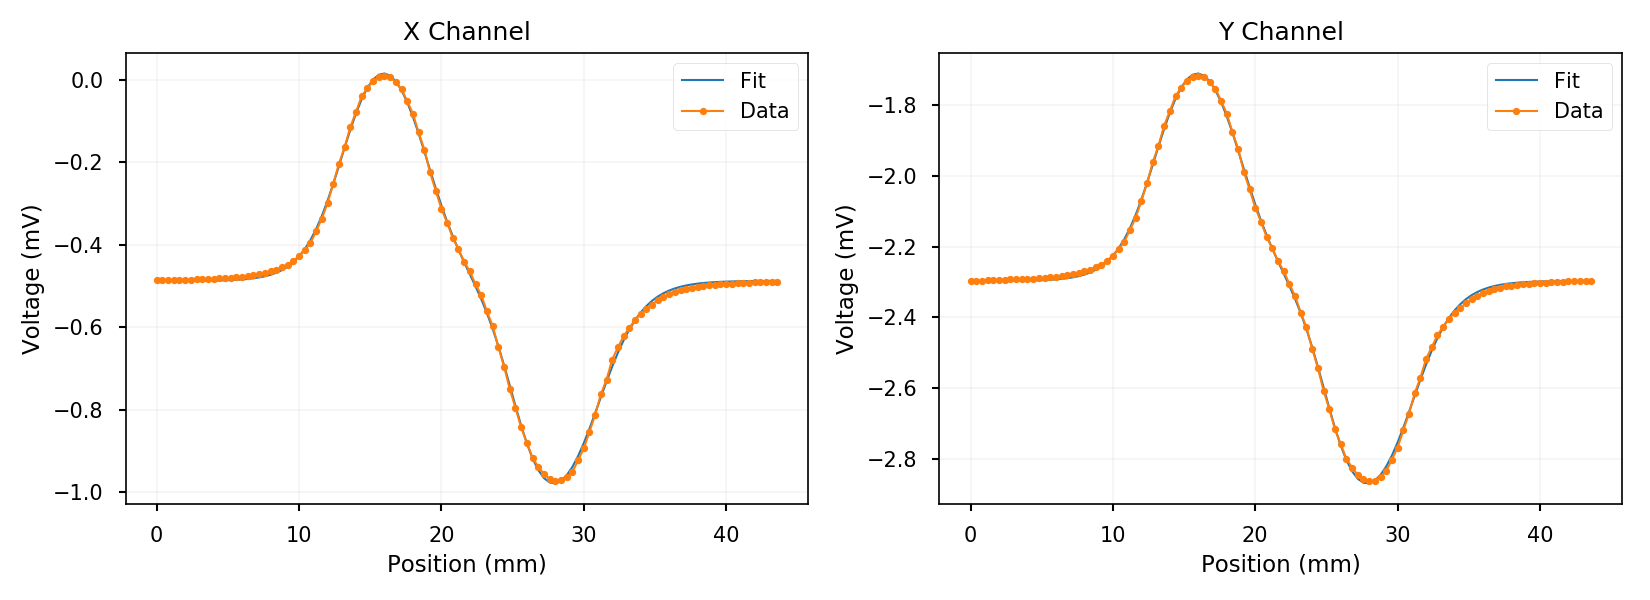 X Channel
Voltage (mV)
0.0
−0.2
−0.4
−0.6
−0.8
−1.0
Fit
Data
0 10 20 30 40
Position (mm)
Y Channel
Voltage (mV)
−1.8
−2.0
−2.2
−2.4
−2.6
−2.8
Fit
Data
0 10 20 30 40
Position (mm)